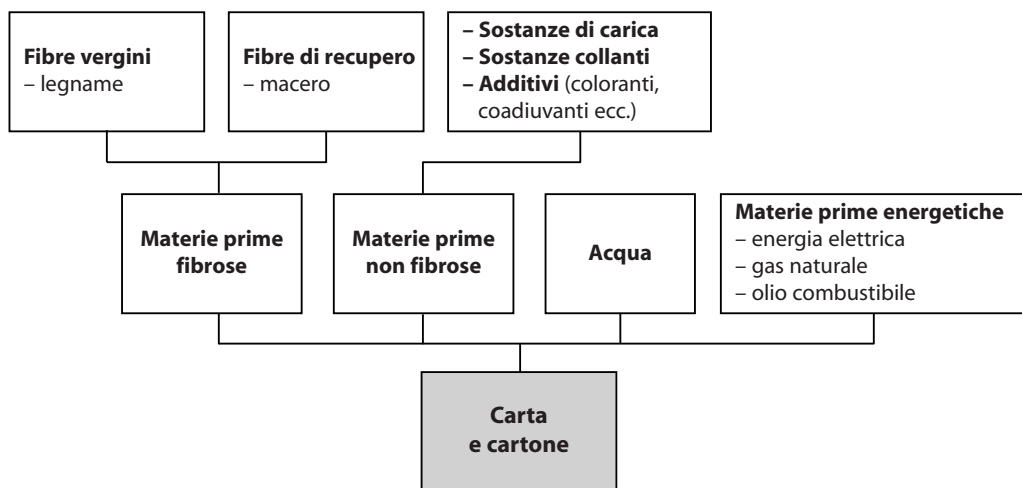 Fibre vergini
– legname
Fibre di recupero
– macero
– Sostanze di carica
– Sostanze collanti
– Additivi (coloranti,
coadiuvanti ecc.)
Materie prime
fibrose
Materie prime
non fibrose
Acqua
Materie prime energetiche
– energia elettrica
– gas naturale
– olio combustibile
Carta
e cartone